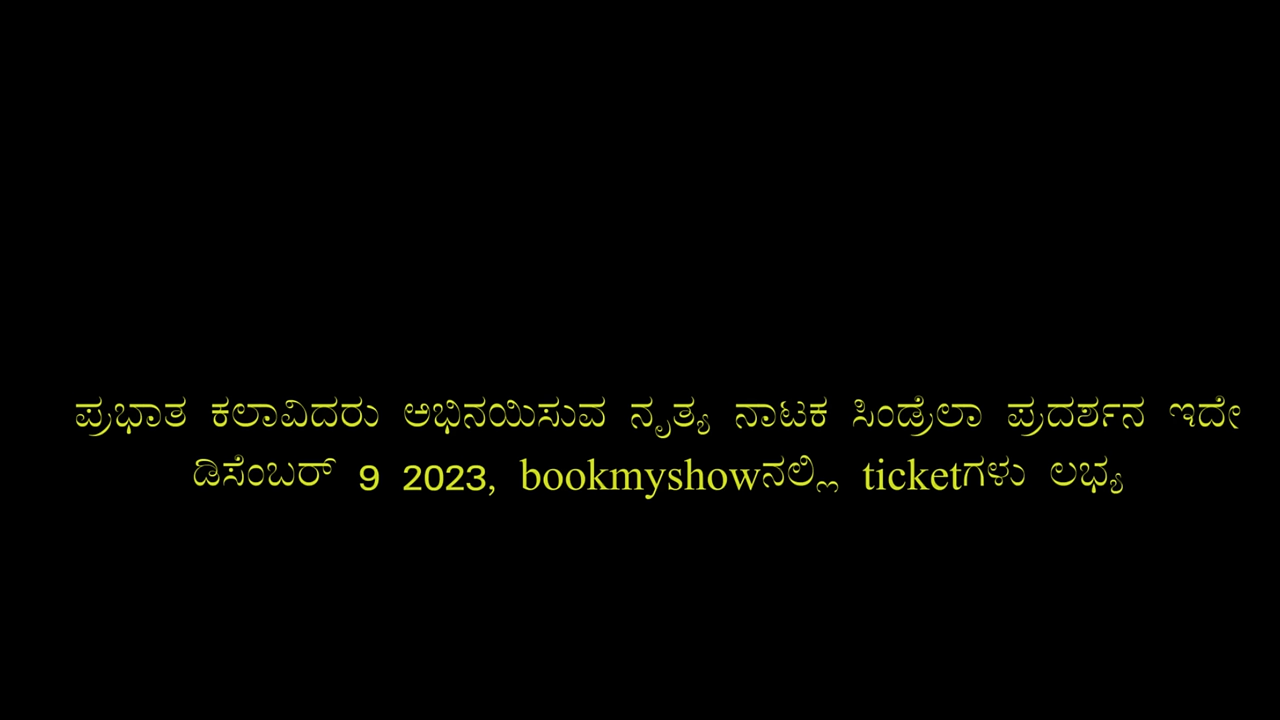 ಪ್ರಭಾತ ಕಲಾವಿದರು ಅಭಿನಯಿಸುವ ನೃತ್ಯ ನಾಟಕ ಸಿಂಡ್ರೆಲಾ ಪ್ರದರ್ಶನ ಇದೇ
ಡಿಸೆಂಬರ್ 9 2023, bookmyshowನಲ್ಲಿ ticketಗಳು ಲಭ್ಯ